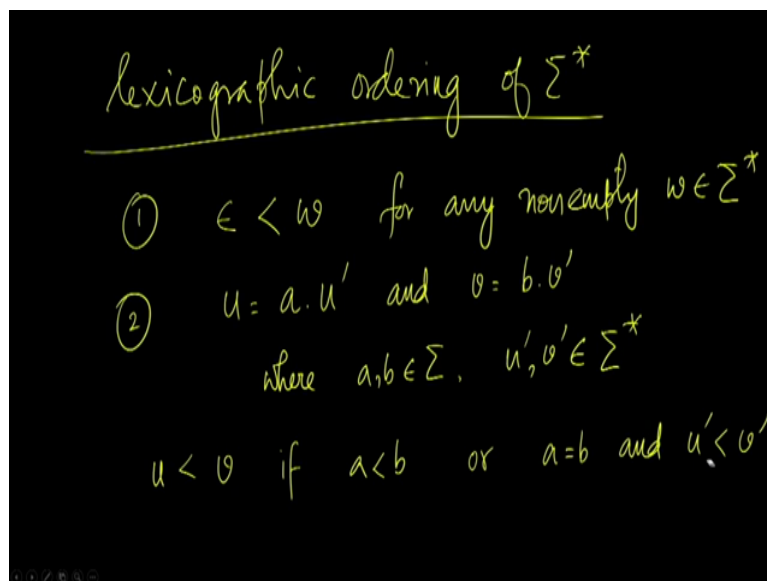 lexicographic ordering of Σ*
① ϵ < w for any nonempty w ∈ Σ*
② u = a.u' and v = b.v'
where a,b ∈ Σ, u',v' ∈ Σ*
u < v if a<b or a=b and u'<v'